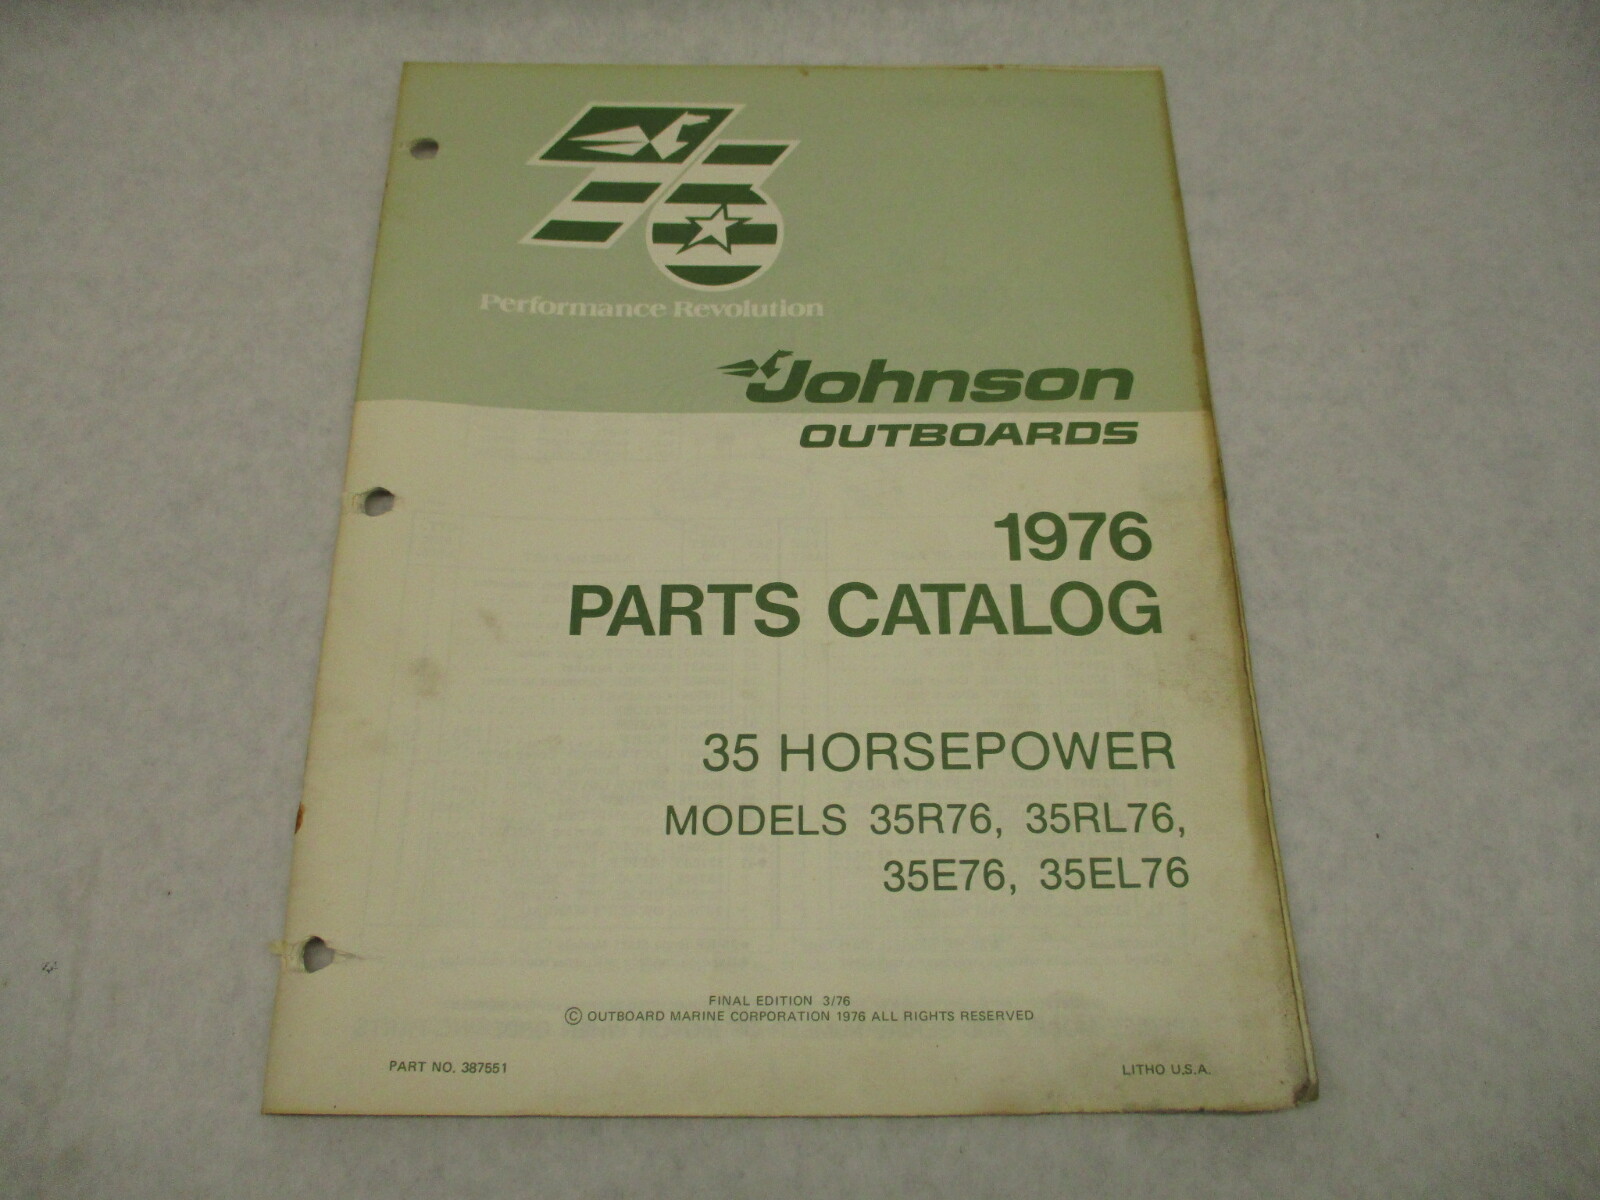 76
Performance Revolution
Johnson
OUTBOARDS
1976
PARTS CATALOG
35 HORSEPOWER
MODELS 35R76, 35RL76,
35E76, 35EL76
FINAL EDITION 3/76
© OUTBOARD MARINE CORPORATION 1976 ALL RIGHTS RESERVED
PART NO. 387551
LITHO U.S.A.